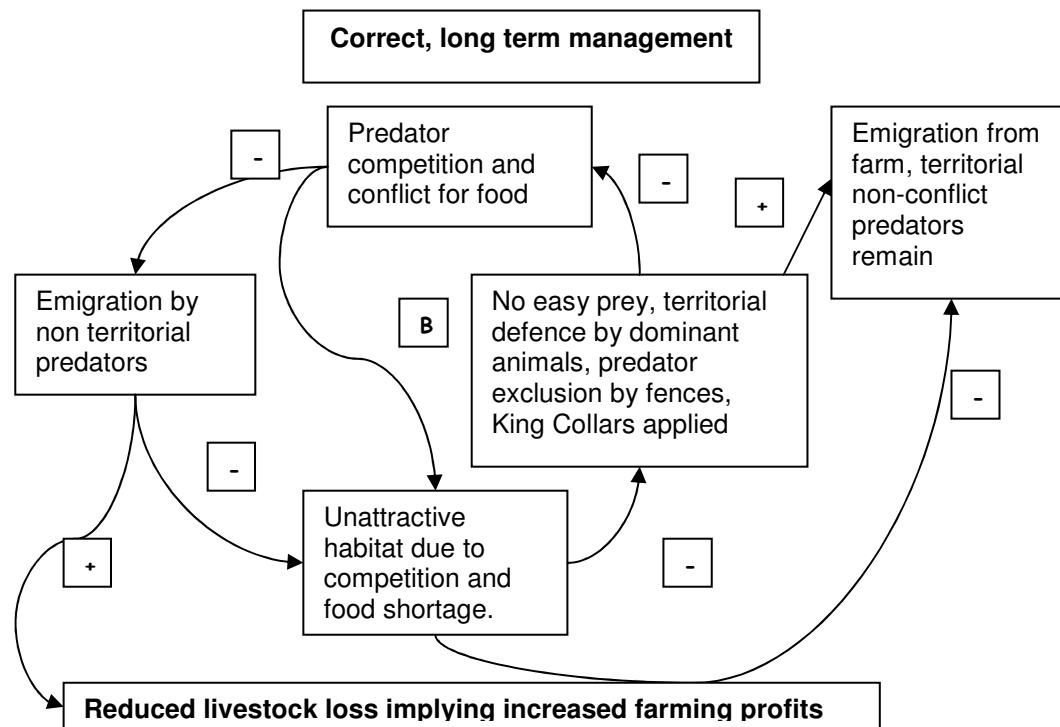 Correct, long term management
Predator
competition and
conflict for food
Emigration from
farm, territorial
non-conflict
predators
remain
-
-
+
Emigration by
non territorial
predators
B
No easy prey, territorial
defence by dominant
animals, predator
exclusion by fences,
King Collars applied
-
-
Unattractive
habitat due to
competition and
food shortage.
+
-
Reduced livestock loss implying increased farming profits